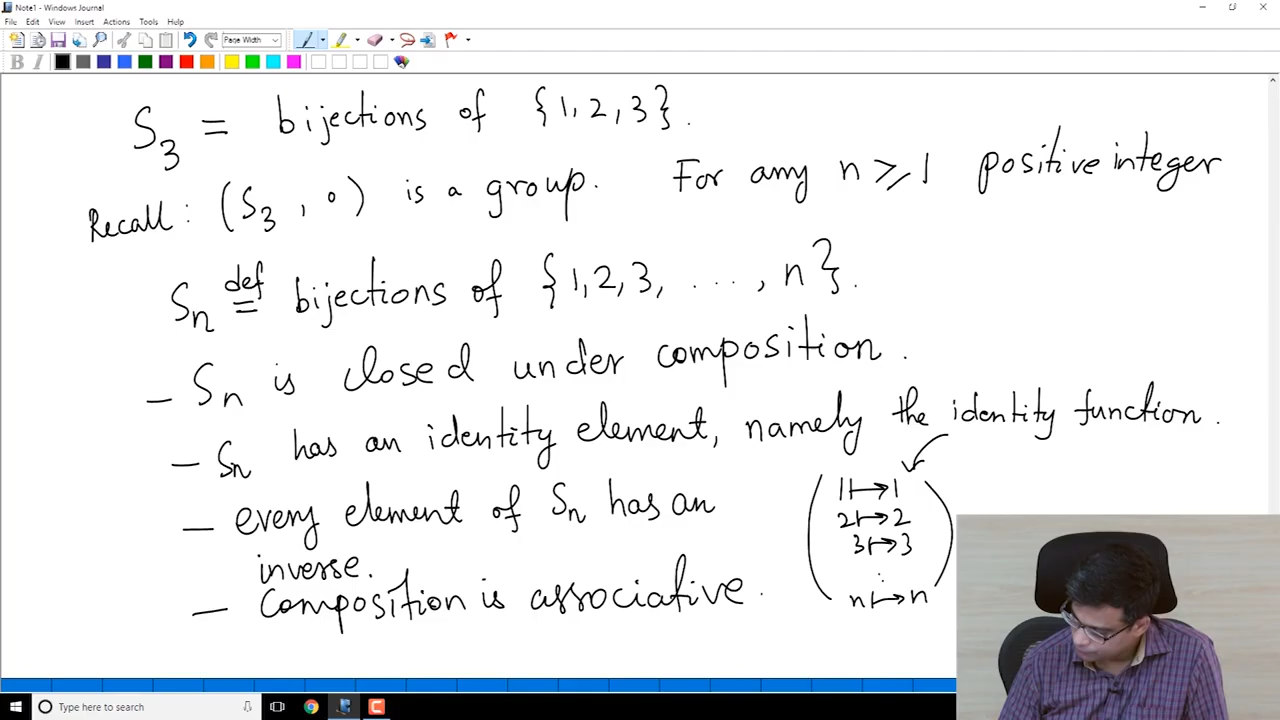 Note1 - Windows Journal
File Edit View Insert Actions Tools Help
Page Width
B I
S3 = bijections of {1, 2, 3}.
Recall: (S3, ∘) is a group. For any n ⩾ 1 positive integer
Sn def= bijections of {1, 2, 3, ..., n}.
– Sn is closed under composition.
– Sn has an identity element, namely the identity function.
1 ↦ 1
2 ↦ 2
3 ↦ 3
⋮
n ↦ n
– every element of Sn has an
inverse.
– Composition is associative.
Type here to search